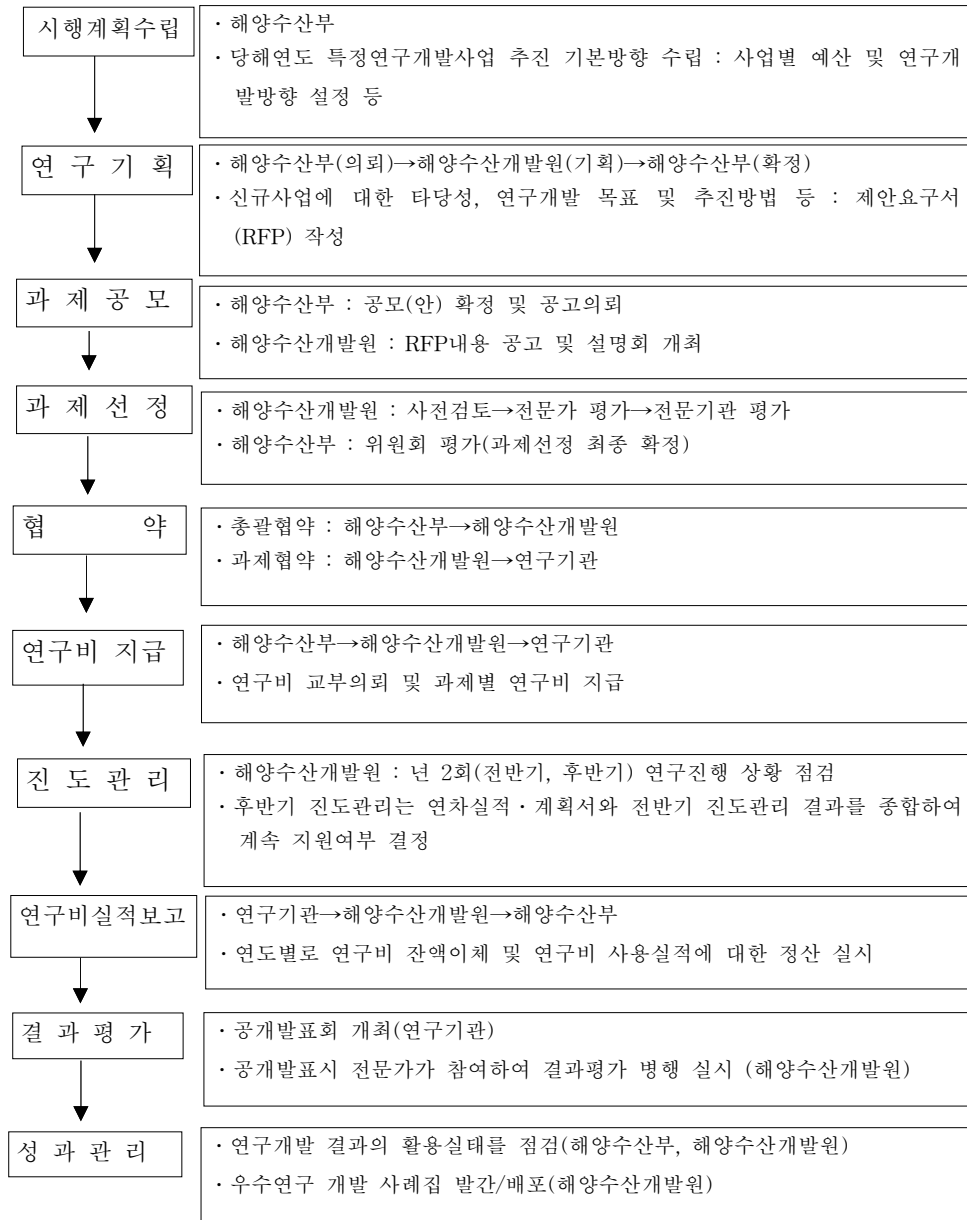 시행계획수립
· 해양수산부
· 당해연도 특정연구개발사업 추진 기본방향 수립 : 사업별 예산 및 연구개
발방향 설정 등
연 구 기 획
· 해양수산부(의뢰)→해양수산개발원(기획)→해양수산부(확정)
· 신규사업에 대한 타당성, 연구개발 목표 및 추진방법 등 : 제안요구서
(RFP) 작성
과 제 공 모
· 해양수산부 : 공모(안) 확정 및 공고의뢰
· 해양수산개발원 : RFP내용 공고 및 설명회 개최
과 제 선 정
· 해양수산개발원 : 사전검토→전문가 평가→전문기관 평가
· 해양수산부 : 위원회 평가(과제선정 최종 확정)
협 약
· 총괄협약 : 해양수산부→해양수산개발원
· 과제협약 : 해양수산개발원→연구기관
연구비 지급
· 해양수산부→해양수산개발원→연구기관
· 연구비 교부의뢰 및 과제별 연구비 지급
진 도 관 리
· 해양수산개발원 : 년 2회(전반기, 후반기) 연구진행 상황 점검
· 후반기 진도관리는 연차실적·계획서와 전반기 진도관리 결과를 종합하여
계속 지원여부 결정
연구비실적보고
· 연구기관→해양수산개발원→해양수산부
· 연도별로 연구비 잔액이체 및 연구비 사용실적에 대한 정산 실시
결 과 평 가
· 공개발표회 개최(연구기관)
· 공개발표시 전문가가 참여하여 결과평가 병행 실시 (해양수산개발원)
성 과 관 리
· 연구개발 결과의 활용실태를 점검(해양수산부, 해양수산개발원)
· 우수연구 개발 사례집 발간/배포(해양수산개발원)